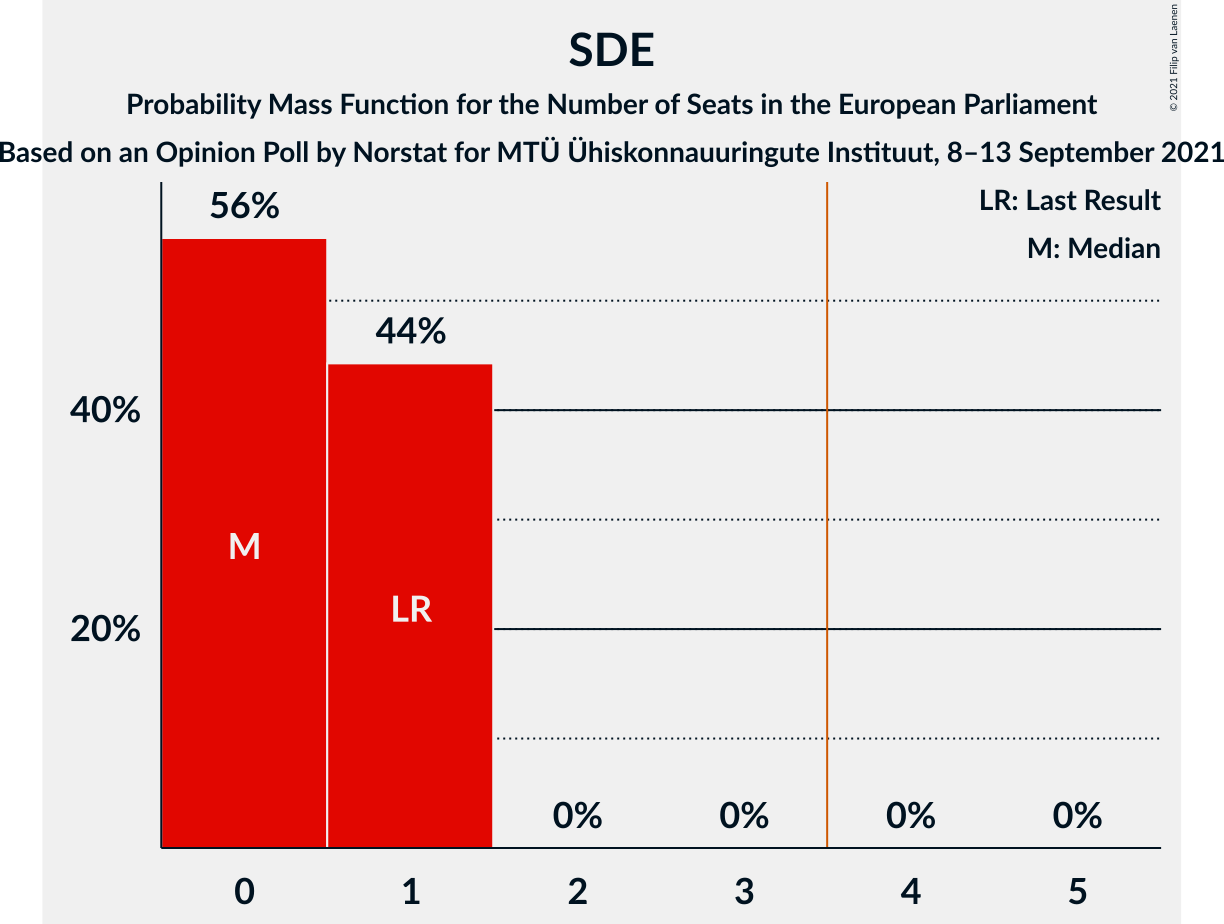 SDE
Probability Mass Function for the Number of Seats in the European Parliament
Based on an Opinion Poll by Norstat for MTÜ Ühiskonnauuringute Instituut, 8–13 September 2021
© 2021 Filip van Laenen
LR: Last Result
M: Median
56%
44%
40%
M
LR
20%
0% 0% 0% 0%
0 1 2 3 4 5